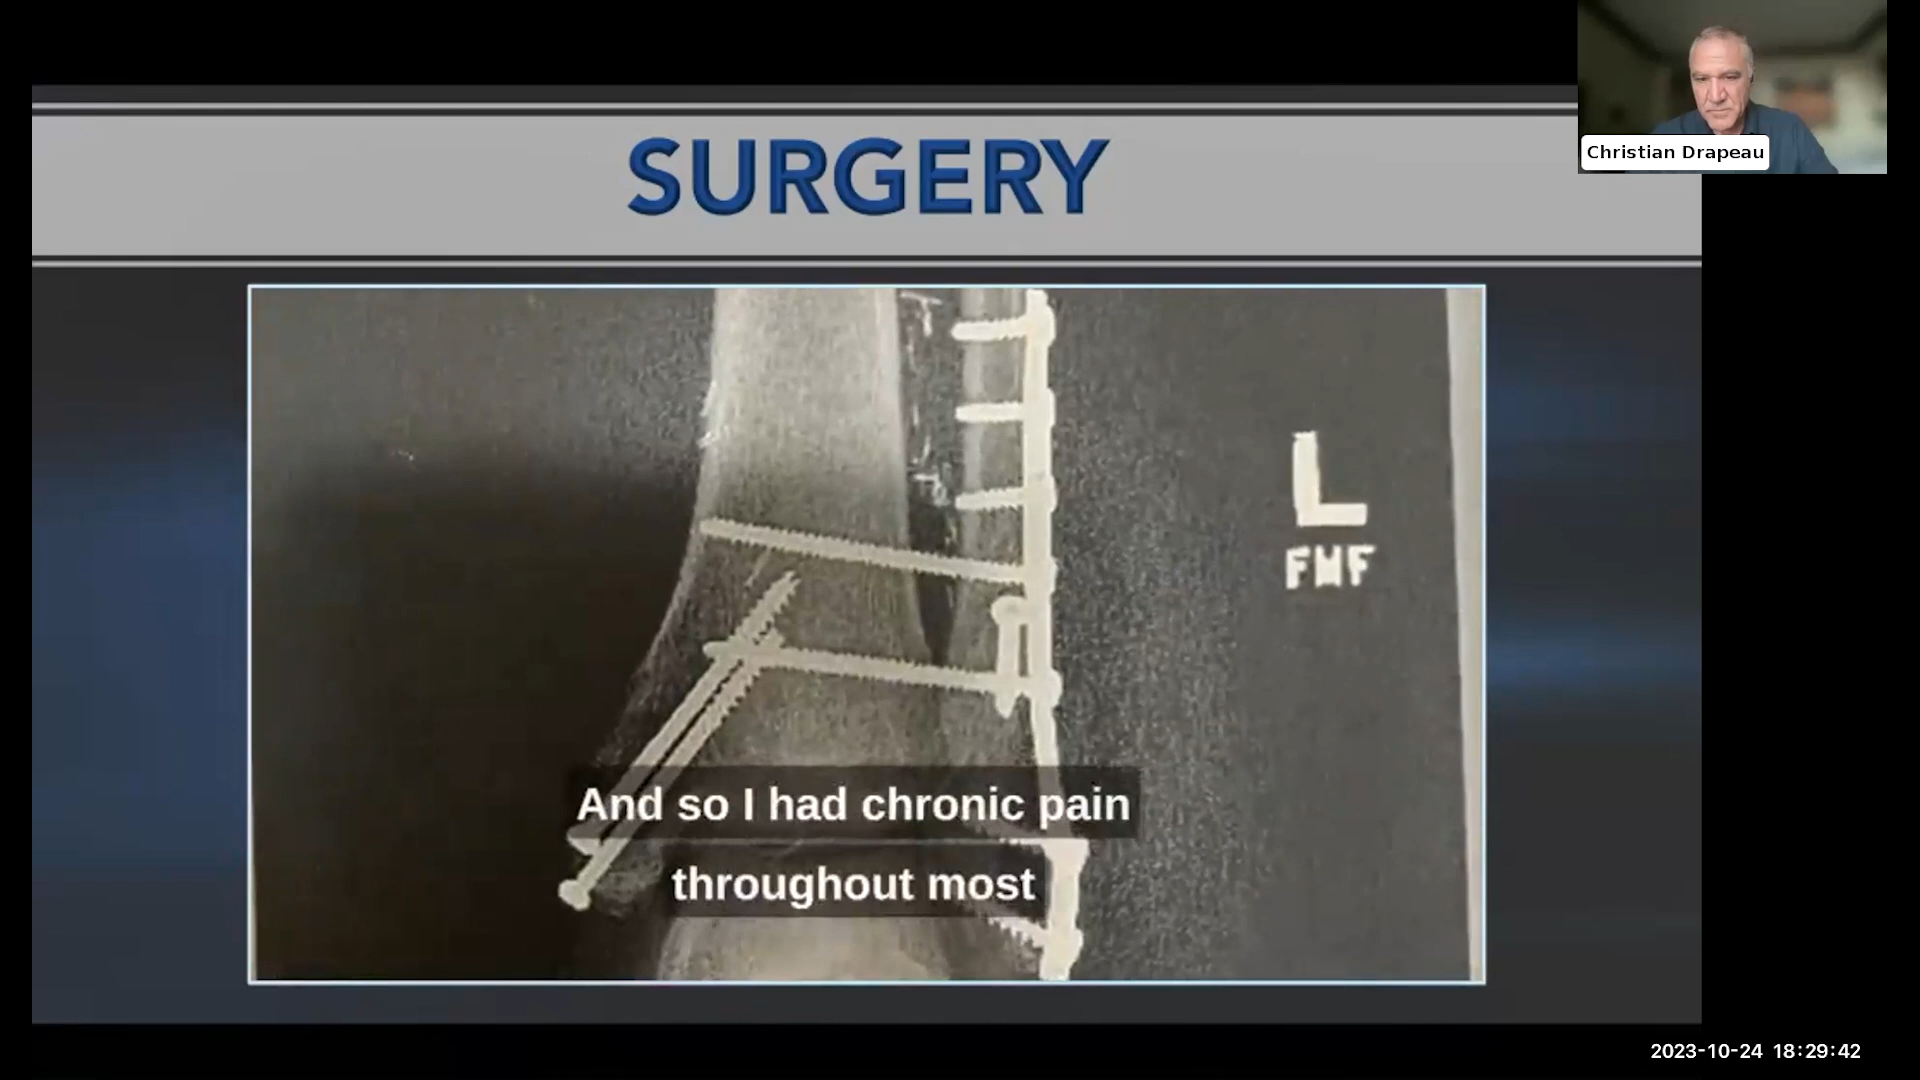 Christian Drapeau
SURGERY
L
FMF
And so I had chronic pain
throughout most
2023-10-24 18:29:42